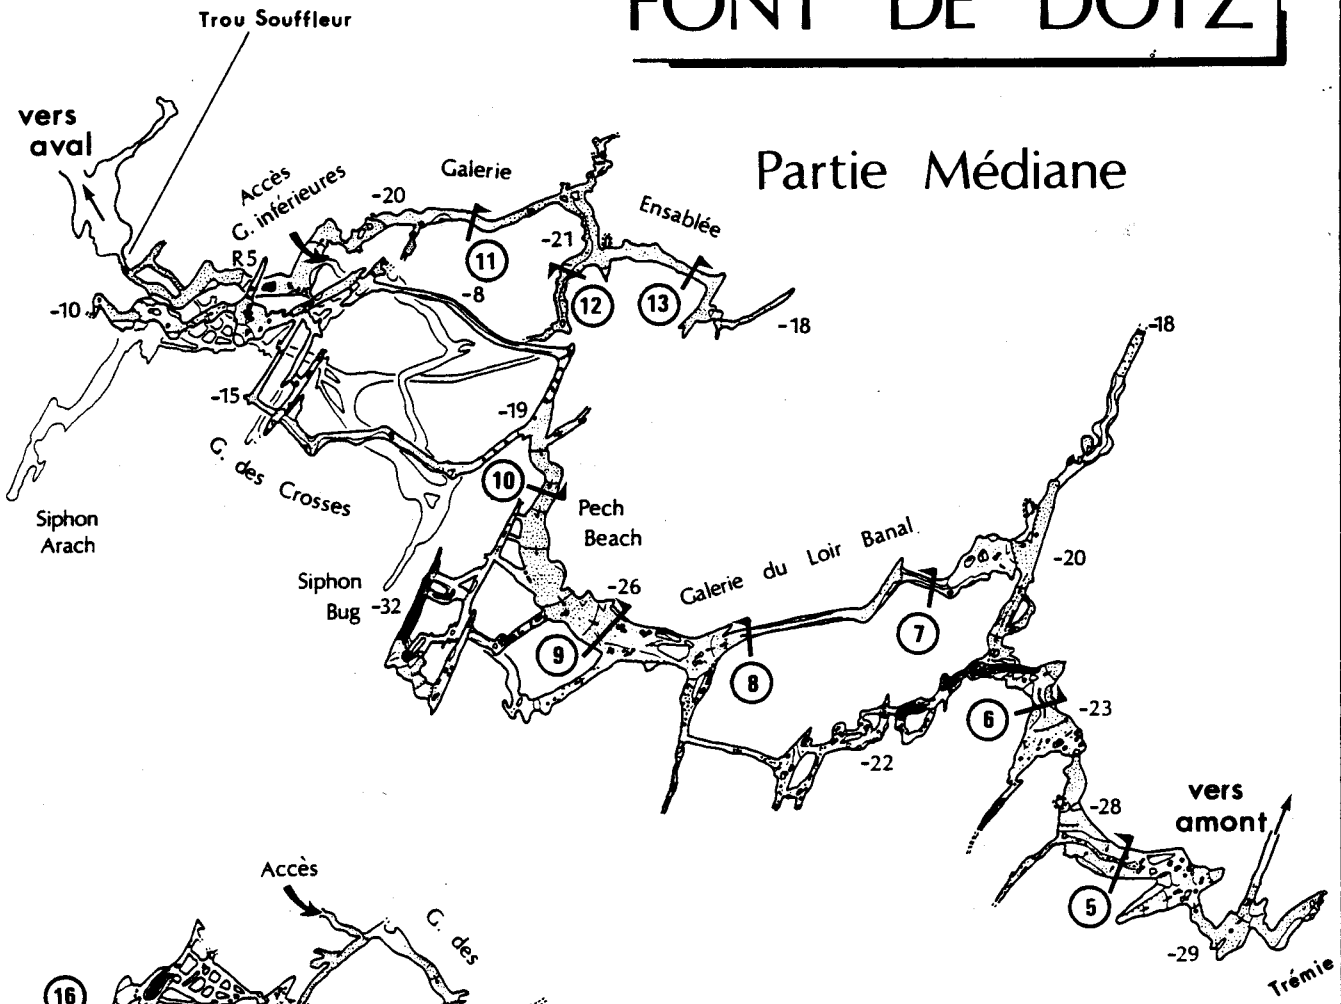 FONT DE DOTZ
Trou Souffleur
vers
aval
Partie Médiane
Accès
G. inférieures
-20
Galerie
Ensablée
R5
-21
11
-8
12
13
-10
-18
-18
-15
-19
G. des Crosses
10
Pech
Beach
Siphon
Arach
Galerie du Loir Banal
-20
Siphon
Bug
-32
-26
7
9
8
6
-23
-22
vers
amont
-28
5
-29
Trémie
Accès
G. des
16